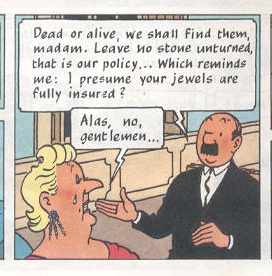 Dead or alive, we shall find them,
madam. Leave no stone unturned,
that is our policy... Which reminds
me: I presume your jewels are
fully insured?
Alas, no,
gentlemen...